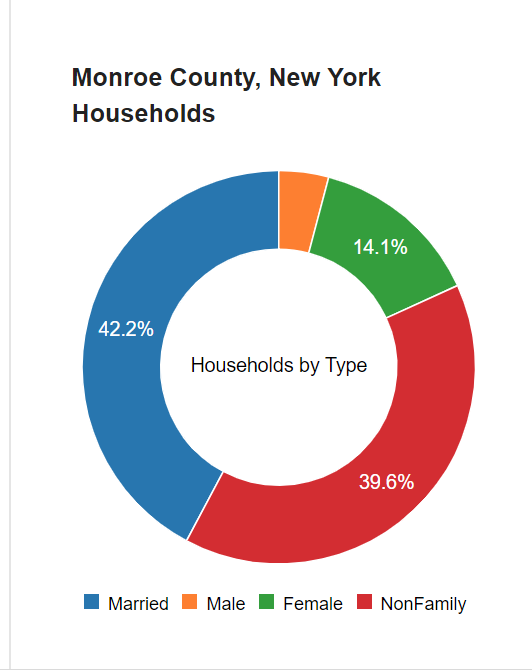 Monroe County, New York
Households
14.1%
42.2%
Households by Type
39.6%
Married Male Female NonFamily